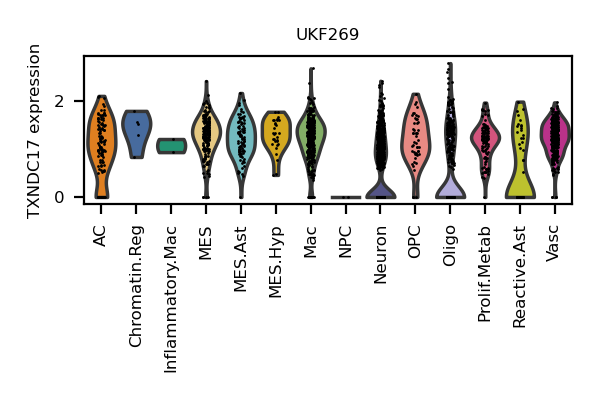 UKF269
TXNDC17 expression
2
0
AC
Chromatin.Reg
Inflammatory.Mac
MES
MES.Ast
MES.Hyp
Mac
NPC
Neuron
OPC
Oligo
Prolif.Metab
Reactive.Ast
Vasc